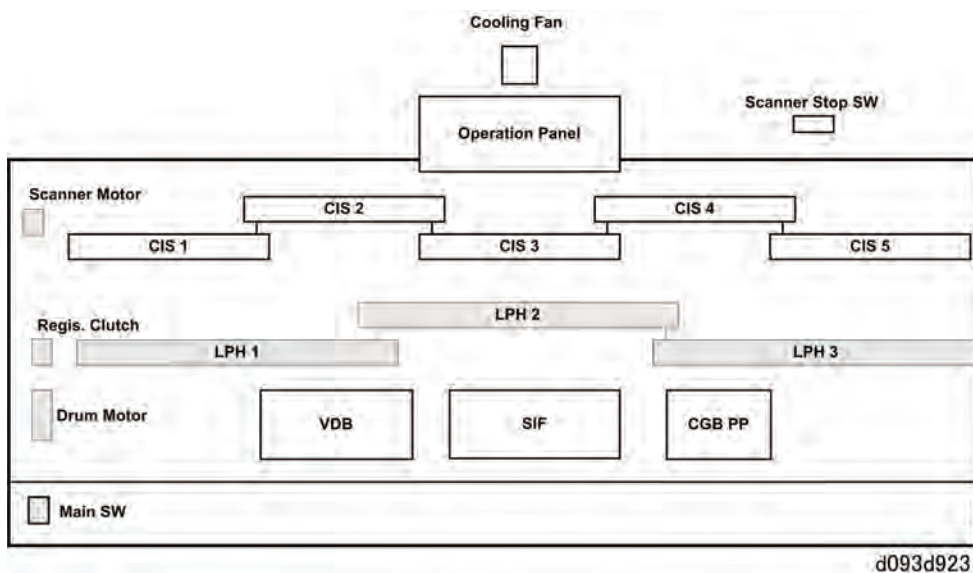 Cooling Fan
Scanner Stop SW
Operation Panel
Scanner Motor
CIS 2
CIS 4
CIS 1
CIS 3
CIS 5
LPH 2
Regis. Clutch
LPH 1
LPH 3
Drum Motor
VDB
SIF
CGB PP
Main SW
d093d923